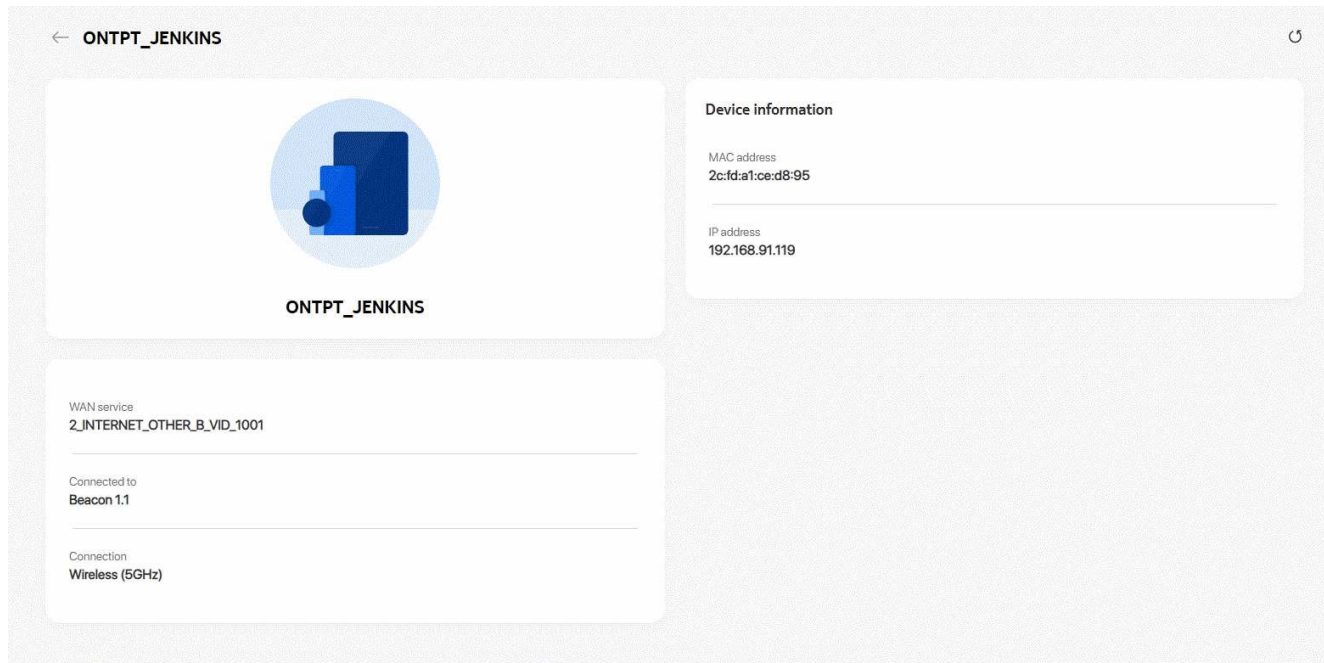 ONTPT_JENKINS
ONTPT_JENKINS
WAN service
2_INTERNET_OTHER_B_VID_1001
Connected to
Beacon 1.1
Connection
Wireless (5GHz)
Device information
MAC address
2c:fd:a1:ce:d8:95
IP address
192.168.91.119